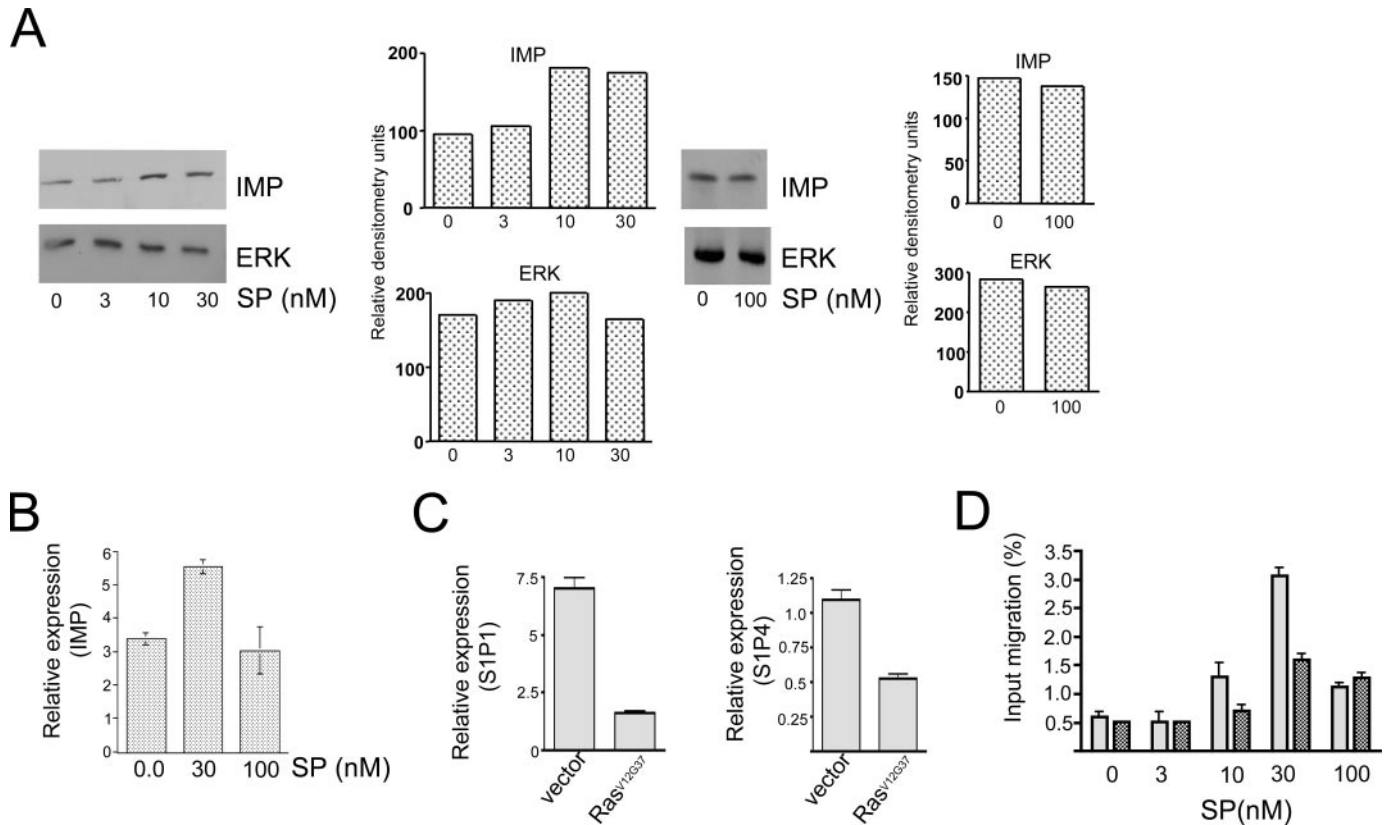 A
IMP
ERK
0 3 10 30 SP (nM)
Relative densitometry units
IMP
200
100
0
0 3 10 30
ERK
200
100
0
0 3 10 30
IMP
ERK
0 100
SP (nM)
Relative densitometry units
IMP
150
100
50
0
0 100
ERK
300
200
100
0
0 100
B
Relative expression
(IMP)
6
5
4
3
2
1
0
0.0 30 100 SP (nM)
C
Relative expression
(S1P1)
7.5
5
2.5
0
vector
RasV12G37
Relative expression
(S1P4)
1.25
1.0
0.75
0.5
0.25
vector
RasV12G37
D
Input migration (%)
3.5
3.0
2.5
2.0
1.5
1.0
0.5
0 3 10 30 100
SP(nM)